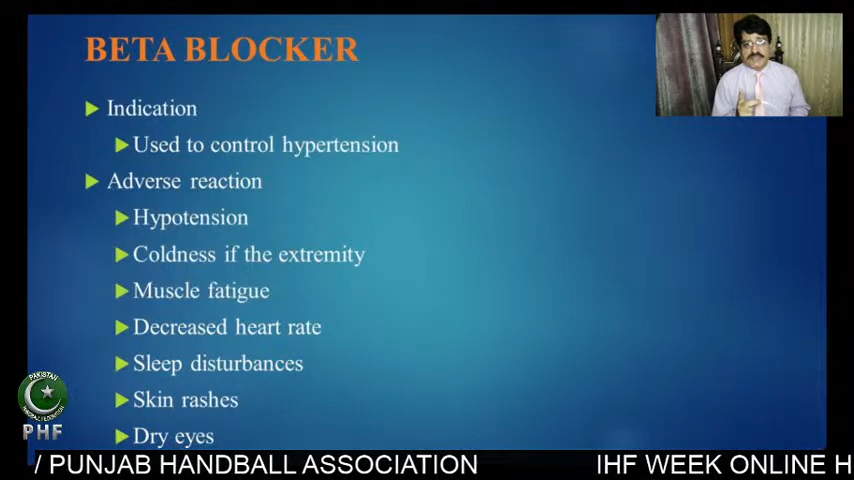 BETA BLOCKER
Indication
Used to control hypertension
Adverse reaction
Hypotension
Coldness if the extremity
Muscle fatigue
Decreased heart rate
Sleep disturbances
Skin rashes
Dry eyes
PAKISTAN
PHF
/ PUNJAB HANDBALL ASSOCIATION
IHF WEEK ONLINE H